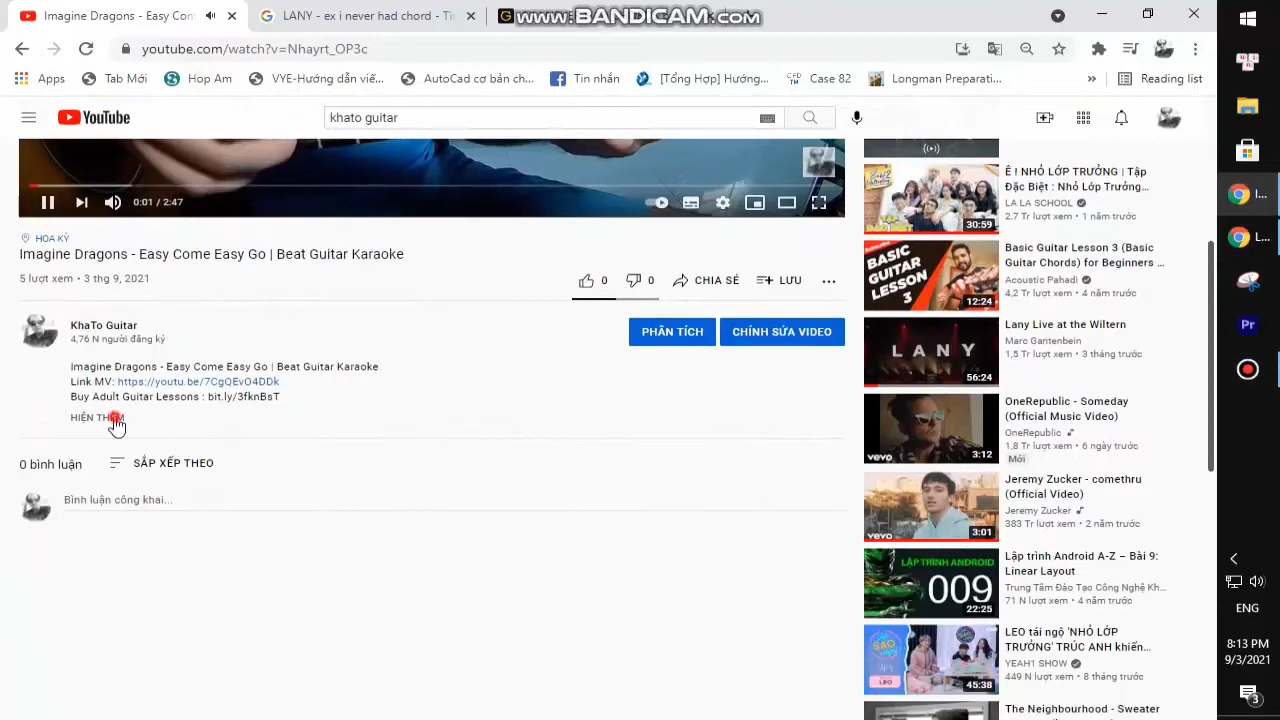 Imagine Dragons - Easy Com
LANY - ex i never had chord - T
www.BANDICAM.com
youtube.com/watch?v=Nhayrt_OP3c
Apps
Tab Mới
Hop Am
VYE-Hướng dẫn viế...
AutoCad cơ bản ch...
Tin nhắn
[Tổng Hợp] Hướng...
Case 82
Longman Preparati...
»
Reading list
YouTube
khato guitar
0:01 / 2:47
HOA KỲ
Imagine Dragons - Easy Come Easy Go | Beat Guitar Karaoke
5 lượt xem • 3 thg 9, 2021
0
0
CHIA SẺ
LƯU
KhaTo Guitar
4,76 N người đăng ký
PHÂN TÍCH
CHỈNH SỬA VIDEO
Imagine Dragons - Easy Come Easy Go | Beat Guitar Karaoke
Link MV: https://youtu.be/7CgQEvO4DDk
Buy Adult Guitar Lessons : bit.ly/3fknBsT
HIỆN THÊM
0 bình luận
SẮP XẾP THEO
Bình luận công khai...
Ê ! NHỎ LỚP TRƯỞNG | Tập
Đặc Biệt : Nhỏ Lớp Trưởng...
LA LA SCHOOL
2,7 Tr lượt xem • 1 năm trước
30:59
BASIC
GUITAR
LESSON
3
12:24
Basic Guitar Lesson 3 (Basic
Guitar Chords) for Beginners ...
Acoustic Pahadi
4,2 Tr lượt xem • 4 năm trước
LANY
56:24
Lany Live at the Wiltern
Marc Gantenbein
1,5 Tr lượt xem • 3 tháng trước
vevo
3:12
OneRepublic - Someday
(Official Music Video)
OneRepublic
1,8 Tr lượt xem • 6 ngày trước
Mới
vevo
3:01
Jeremy Zucker - comethru
(Official Video)
Jeremy Zucker
383 Tr lượt xem • 2 năm trước
LẬP TRÌNH ANDROID
009
22:25
Lập trình Android A-Z – Bài 9:
Linear Layout
Trung Tâm Đào Tạo Công Nghệ Kh...
71 N lượt xem • 4 năm trước
SAO
LEO
45:38
LEO tái ngộ 'NHỎ LỚP
TRƯỞNG' TRÚC ANH khiến...
YEAH1 SHOW
449 N lượt xem • 8 tháng trước
The Neighbourhood - Sweater
I...
L...
Pr
ENG
8:13 PM
9/3/2021
3